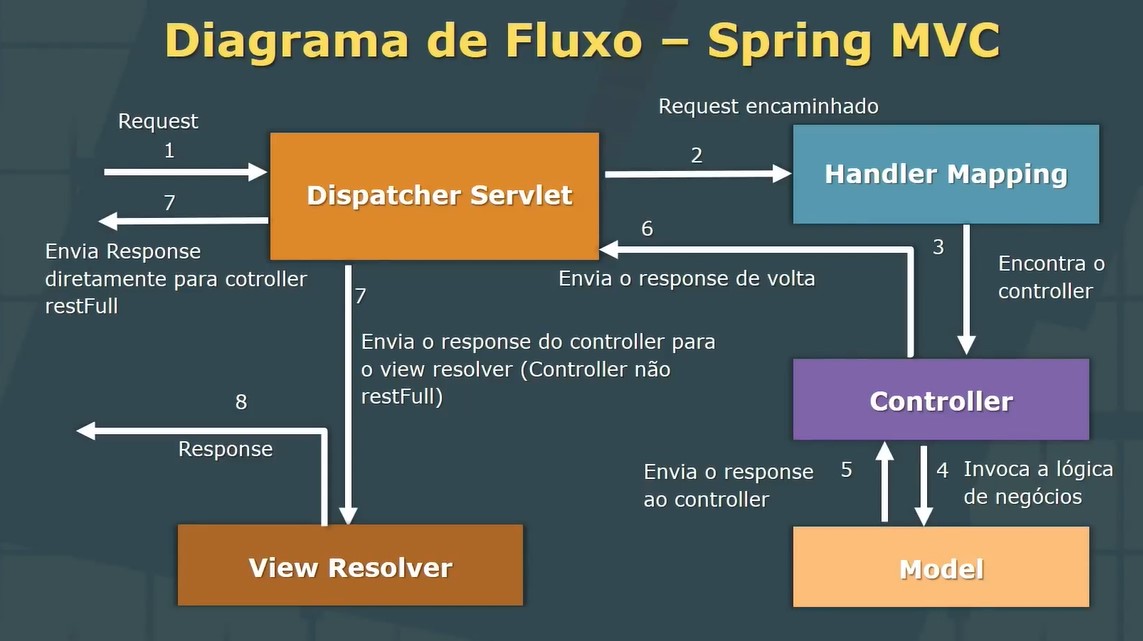 Diagrama de Fluxo – Spring MVC
Request
1
Request encaminhado
2
Dispatcher Servlet
Handler Mapping
7
Envia Response
diretamente para cotroller
restFull
6
Envia o response de volta
3
Encontra o
controller
7
Envia o response do controller para
o view resolver (Controller não
restFull)
Controller
8
Response
Envia o response
ao controller
5
4
Invoca a lógica
de negócios
View Resolver
Model